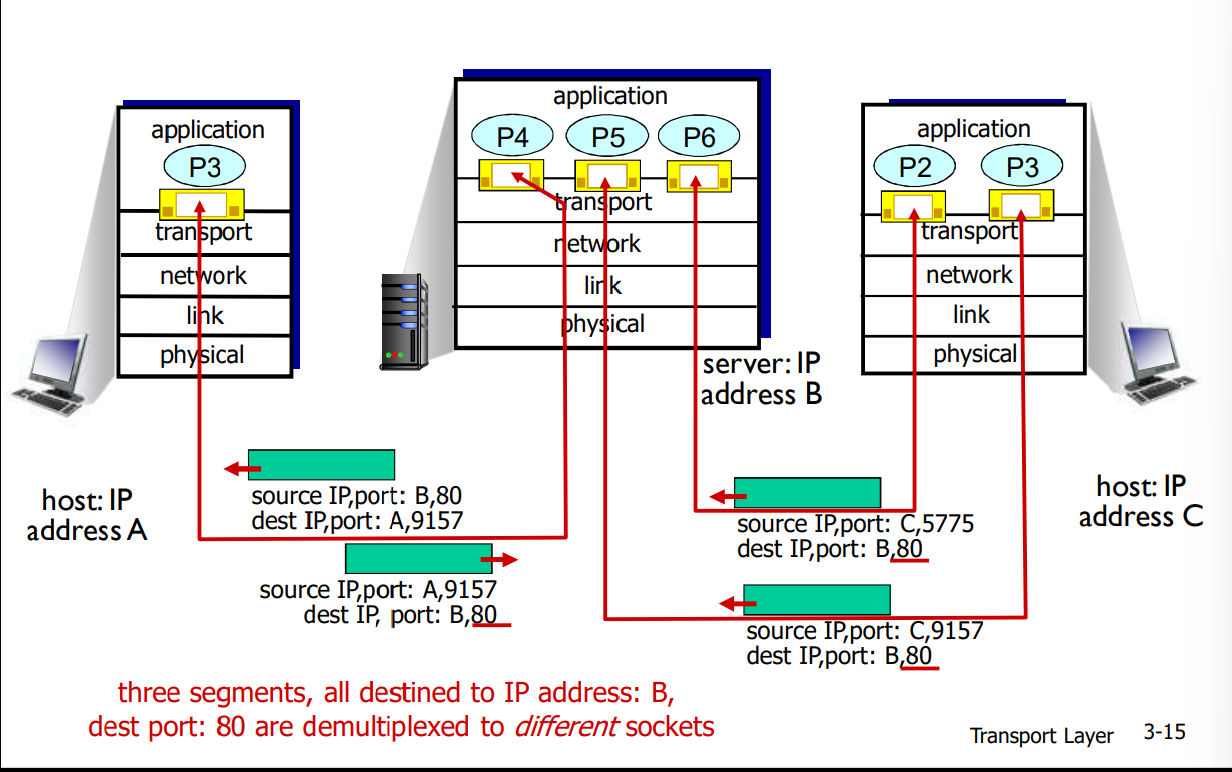 application
P3
transport
network
link
physical
host: IP
address A
application
P4 P5 P6
transport
network
link
physical
server: IP
address B
application
P2 P3
transport
network
link
physical
host: IP
address C
source IP,port: B,80
dest IP,port: A,9157
source IP,port: A,9157
dest IP, port: B,80
source IP,port: C,5775
dest IP,port: B,80
source IP,port: C,9157
dest IP,port: B,80
three segments, all destined to IP address: B,
dest port: 80 are demultiplexed to different sockets
Transport Layer 3-15